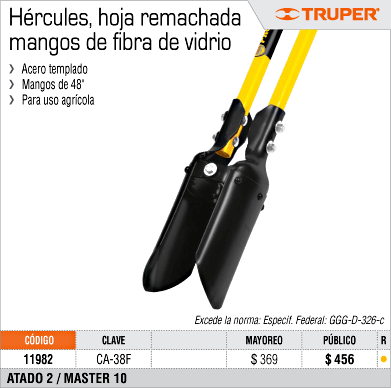 Hércules, hoja remachada
mangos de fibra de vidrio
TRUPER®
Acero templado
Mangos de 48"
Para uso agrícola
Excede la norma: Especif. Federal: GGG-D-326-c
CÓDIGO CLAVE MAYOREO PÚBLICO R
11982 CA-38F $ 369 $ 456
ATADO 2 / MASTER 10